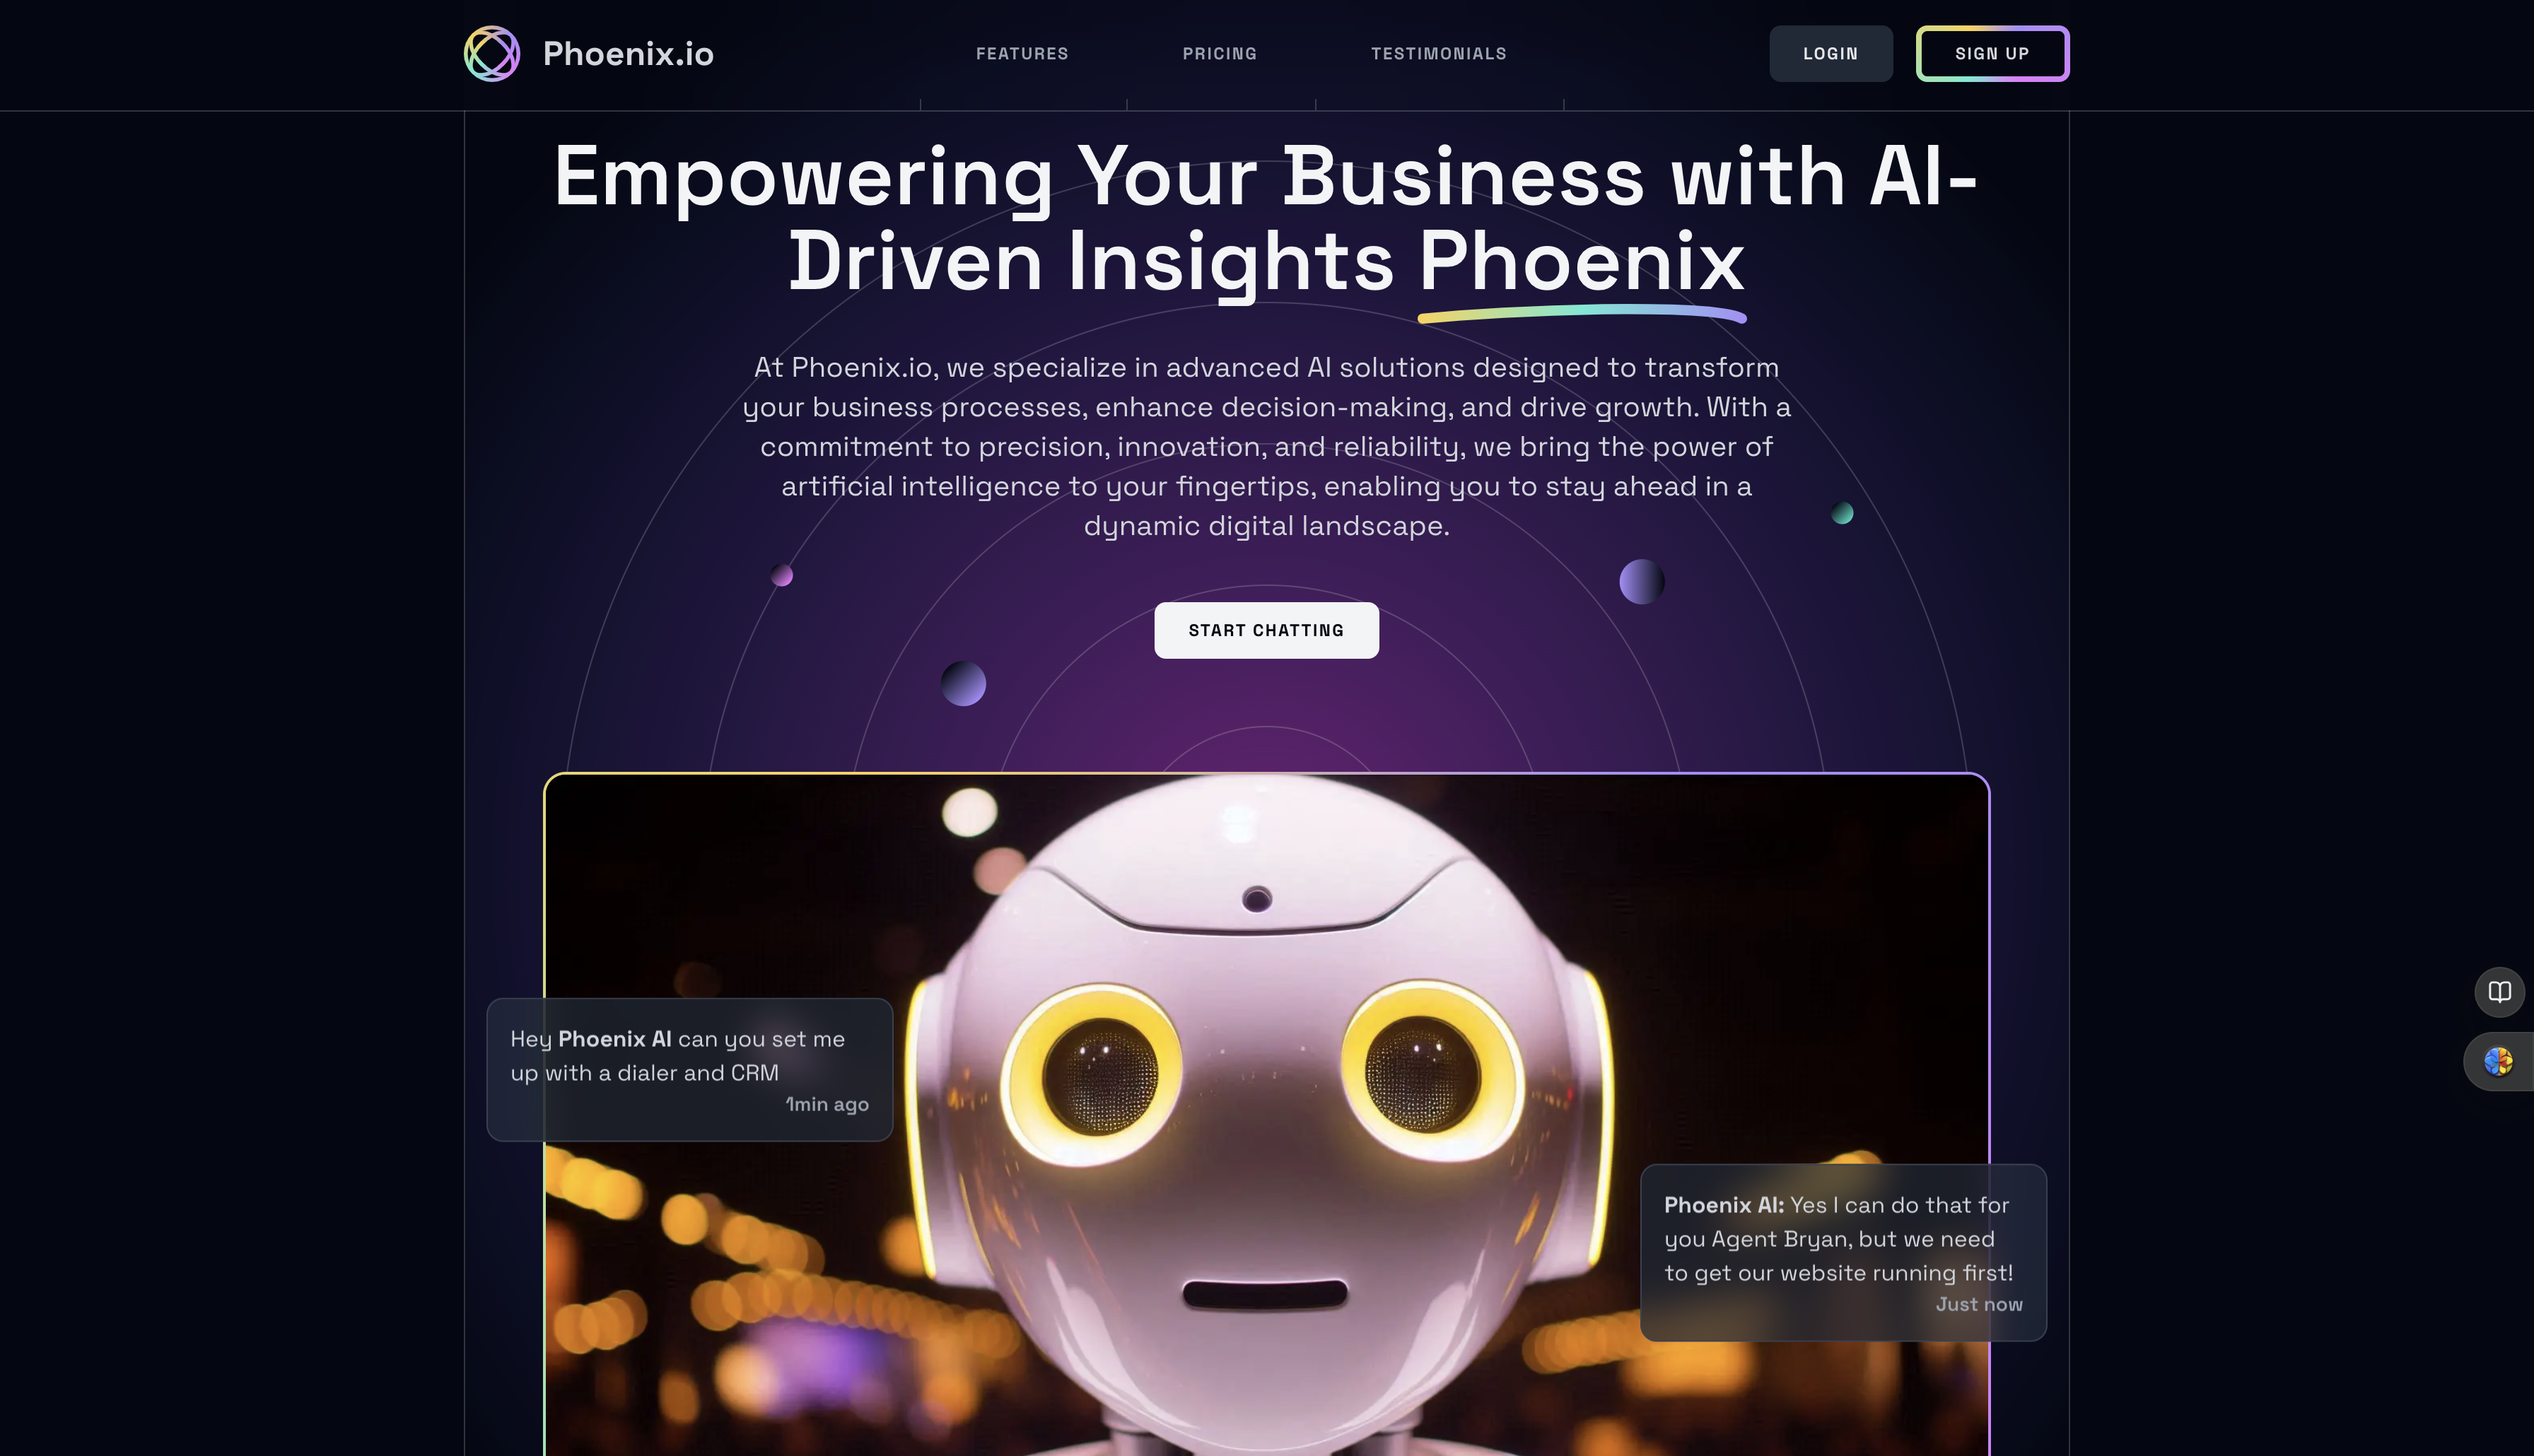 Phoenix.io
FEATURES
PRICING
TESTIMONIALS
LOGIN
SIGN UP
Empowering Your Business with AI-
Driven Insights Phoenix
At Phoenix.io, we specialize in advanced AI solutions designed to transform
your business processes, enhance decision-making, and drive growth. With a
commitment to precision, innovation, and reliability, we bring the power of
artificial intelligence to your fingertips, enabling you to stay ahead in a
dynamic digital landscape.
START CHATTING
Hey Phoenix AI can you set me
up with a dialer and CRM
1min ago
Phoenix AI: Yes I can do that for
you Agent Bryan, but we need
to get our website running first!
Just now